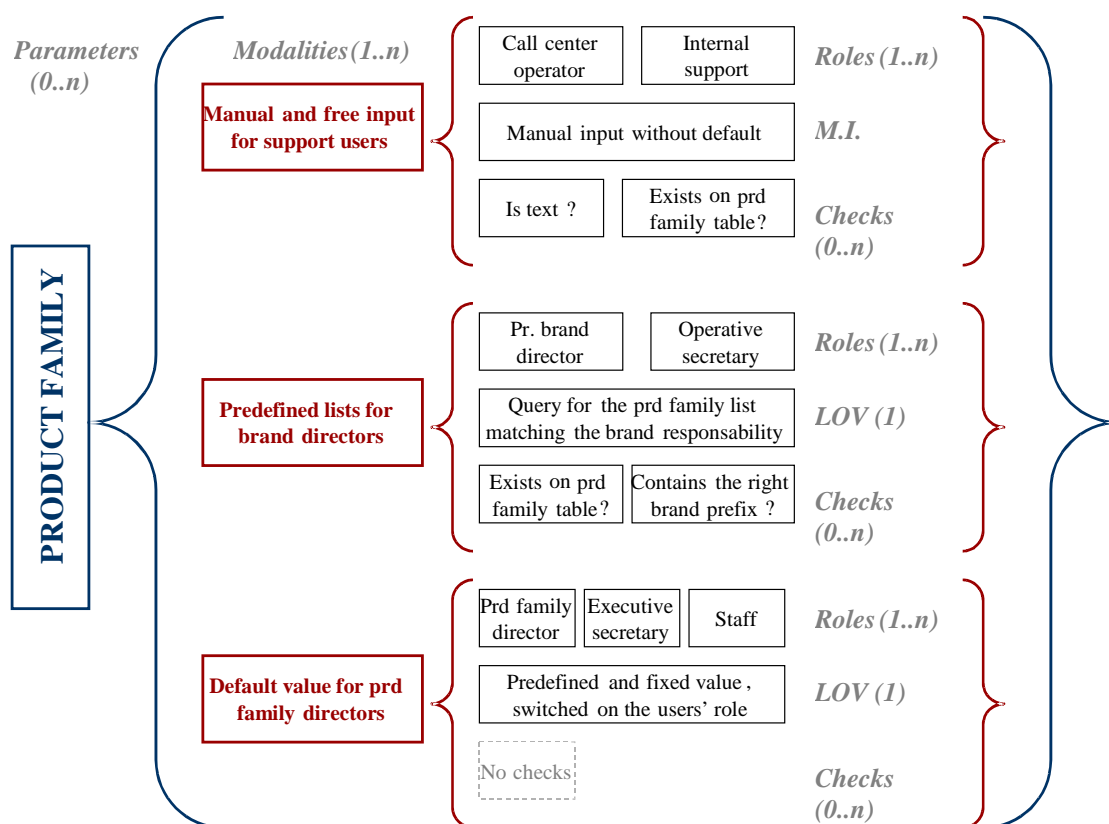 Parameters
(0..n)
Modalities (1..n)
PRODUCT FAMILY
Manual and free input
for support users
Call center
operator
Internal
support
Roles (1..n)
Manual input without default
M.I.
Is text ?
Exists on prd
family table?
Checks
(0..n)
Predefined lists for
brand directors
Pr. brand
director
Operative
secretary
Roles (1..n)
Query for the prd family list
matching the brand responsability
LOV (1)
Exists on prd
family table?
Contains the right
brand prefix ?
Checks
(0..n)
Default value for prd
family directors
Prd family
director
Executive
secretary
Staff
Roles (1..n)
Predefined and fixed value ,
switched on the users' role
LOV (1)
No checks
Checks
(0..n)